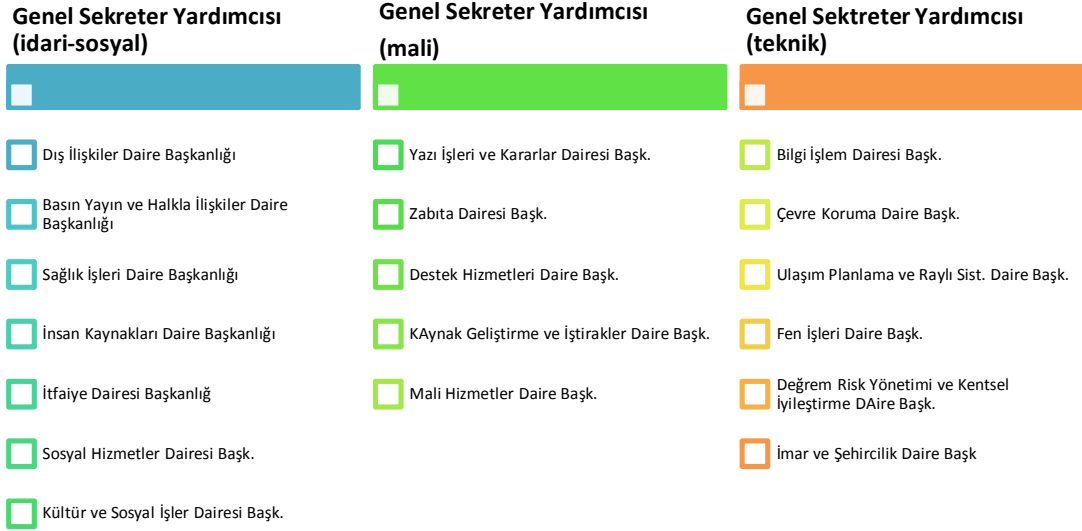 Genel Sekreter Yardımcısı
(idari-sosyal)
Dış İlişkiler Daire Başkanlığı
Basın Yayın ve Halkla İlişkiler Daire
Başkanlığı
Sağlık İşleri Daire Başkanlığı
İnsan Kaynakları Daire Başkanlığı
İtfaiye Dairesi Başkanlığ
Sosyal Hizmetler Dairesi Başk.
Kültür ve Sosyal İşler Dairesi Başk.
Genel Sekreter Yardımcısı
(mali)
Yazı İşleri ve Kararlar Dairesi Başk.
Zabıta Dairesi Başk.
Destek Hizmetleri Daire Başk.
KAynak Geliştirme ve İştirakler Daire Başk.
Mali Hizmetler Daire Başk.
Genel Sektreter Yardımcısı
(teknik)
Bilgi İşlem Dairesi Başk.
Çevre Koruma Daire Başk.
Ulaşım Planlama ve Raylı Sist. Daire Başk.
Fen İşleri Daire Başk.
Değrem Risk Yönetimi ve Kentsel
İyileştirme DAire Başk.
İmar ve Şehircilik Daire Başk